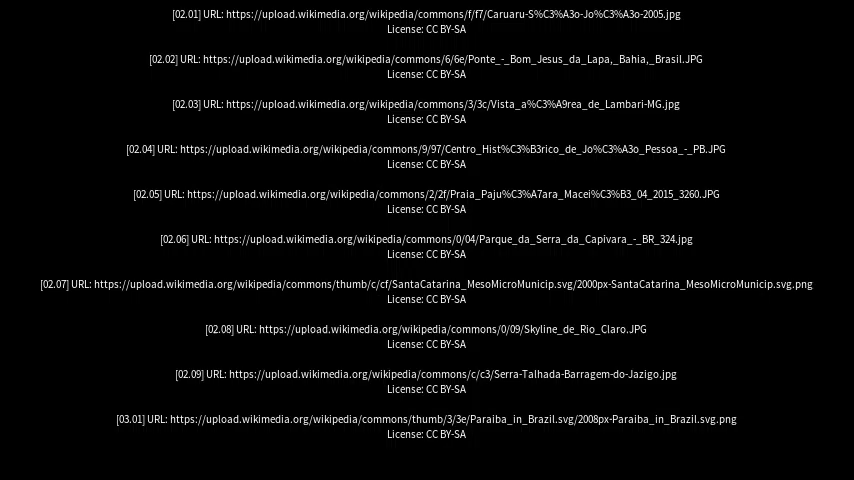 [02.01] URL: https://upload.wikimedia.org/wikipedia/commons/f/f7/Caruaru-S%C3%A3o-Jo%C3%A3o-2005.jpg
License: CC BY-SA
[02.02] URL: https://upload.wikimedia.org/wikipedia/commons/6/6e/Ponte_-_Bom_Jesus_da_Lapa,_Bahia,_Brasil.JPG
License: CC BY-SA
[02.03] URL: https://upload.wikimedia.org/wikipedia/commons/3/3c/Vista_a%C3%A9rea_de_Lambari-MG.jpg
License: CC BY-SA
[02.04] URL: https://upload.wikimedia.org/wikipedia/commons/9/97/Centro_Hist%C3%B3rico_de_Jo%C3%A3o_Pessoa_-_PB.JPG
License: CC BY-SA
[02.05] URL: https://upload.wikimedia.org/wikipedia/commons/2/2f/Praia_Paju%C3%A7ara_Macei%C3%B3_04_2015_3260.JPG
License: CC BY-SA
[02.06] URL: https://upload.wikimedia.org/wikipedia/commons/0/04/Parque_da_Serra_da_Capivara_-_BR_324.jpg
License: CC BY-SA
[02.07] URL: https://upload.wikimedia.org/wikipedia/commons/thumb/c/cf/SantaCatarina_MesoMicroMunicip.svg/2000px-SantaCatarina_MesoMicroMunicip.svg.png
License: CC BY-SA
[02.08] URL: https://upload.wikimedia.org/wikipedia/commons/0/09/Skyline_de_Rio_Claro.JPG
License: CC BY-SA
[02.09] URL: https://upload.wikimedia.org/wikipedia/commons/c/c3/Serra-Talhada-Barragem-do-Jazigo.jpg
License: CC BY-SA
[03.01] URL: https://upload.wikimedia.org/wikipedia/commons/thumb/3/3e/Paraiba_in_Brazil.svg/2008px-Paraiba_in_Brazil.svg.png
License: CC BY-SA